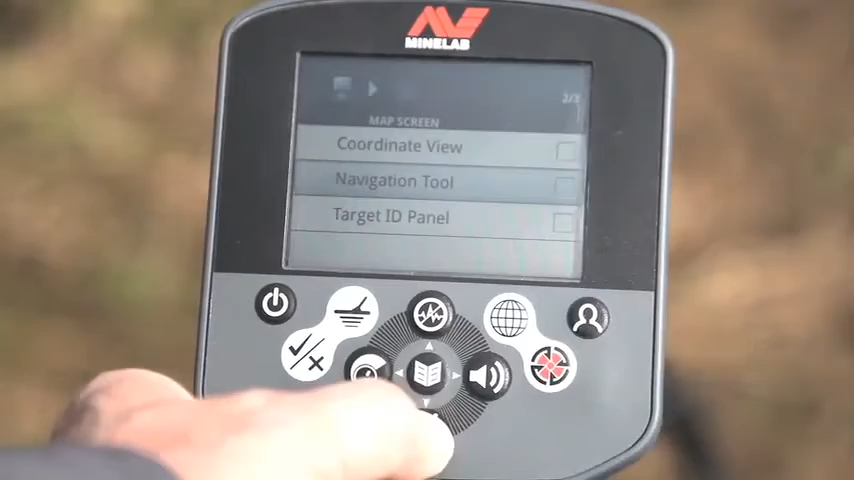 MINELAB
2/3
MAP SCREEN
Coordinate View
Navigation Tool
Target ID Panel